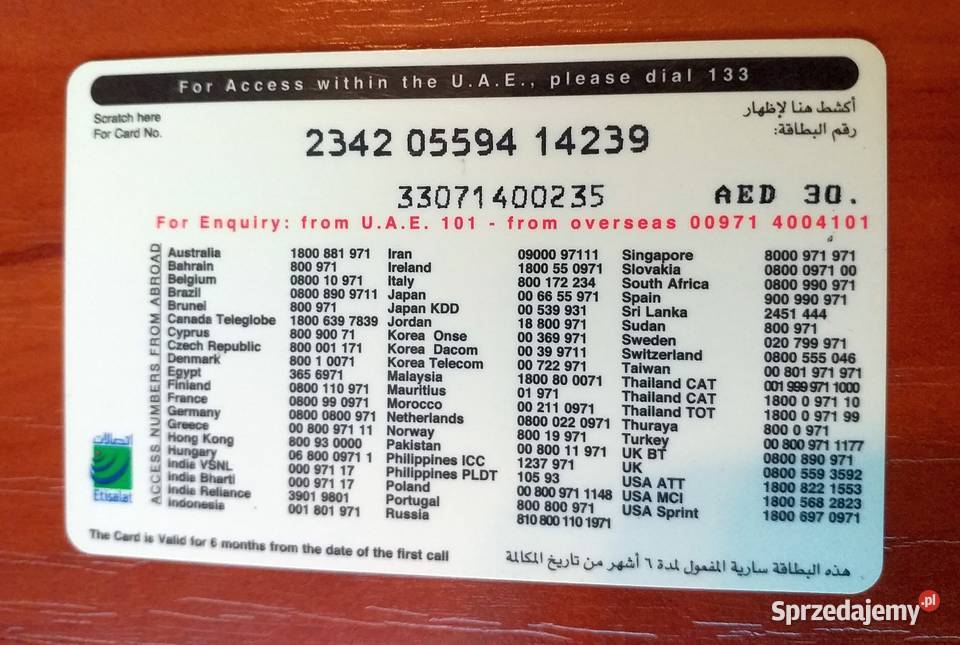 For Access within the U.A.E., please dial 133
Scratch here
For Card No.
أكشط هنا لإظهار
رقم البطاقة:
2342 05594 14239
33071400235 AED 30.
For Enquiry: from U.A.E. 101 - from overseas 00971 4004101
ACCESS NUMBERS FROM ABROAD
Australia 1800 881 971
Bahrain 800 971
Belgium 0800 10 971
Brazil 0800 890 9711
Brunei 800 971
Canada Teleglobe 1800 639 7839
Cyprus 800 900 71
Czech Republic 800 001 171
Denmark 800 1 0071
Egypt 365 6971
Finland 0800 110 971
France 0800 99 0971
Germany 0800 0800 971
Greece 00 800 971 11
Hong Kong 800 93 0000
Hungary 06 800 0971 1
India VSNL 000 971 17
India Bharti 000 971 17
India Reliance 3901 9801
Indonesia 001 801 971
Iran 09000 97111
Ireland 1800 55 0971
Italy 800 172 234
Japan 00 66 55 971
Japan KDD 00 539 931
Jordan 18 800 971
Korea Onse 00 369 971
Korea Dacom 00 39 9711
Korea Telecom 00 722 971
Malaysia 1800 80 0071
Mauritius 01 971
Morocco 00 211 0971
Netherlands 0800 022 0971
Norway 800 19 971
Pakistan 00 800 11 971
Philippines ICC 1237 971
Philippines PLDT 105 93
Poland 00 800 971 1148
Portugal 800 800 971
Russia 810 800 110 1971
Singapore 8000 971 971
Slovakia 0800 0971 00
South Africa 0800 990 971
Spain 900 990 971
Sri Lanka 2451 444
Sudan 800 971
Sweden 020 799 971
Switzerland 0800 555 046
Taiwan 00 801 971 971
Thailand CAT 001 999 971 1000
Thailand CAT 1800 0 971 10
Thailand TOT 1800 0 971 99
Thuraya 800 0 971
Turkey 00 800 971 1177
UK BT 0800 890 971
UK 0800 559 3592
USA ATT 1800 822 1553
USA MCI 1800 568 2823
USA Sprint 1800 697 0971
اتصالات
Etisalat
The Card is Valid for 6 months from the date of the first call
هذه البطاقة سارية المفعول لمدة ٦ أشهر من تاريخ المكالمة
Sprzedajemy.pl